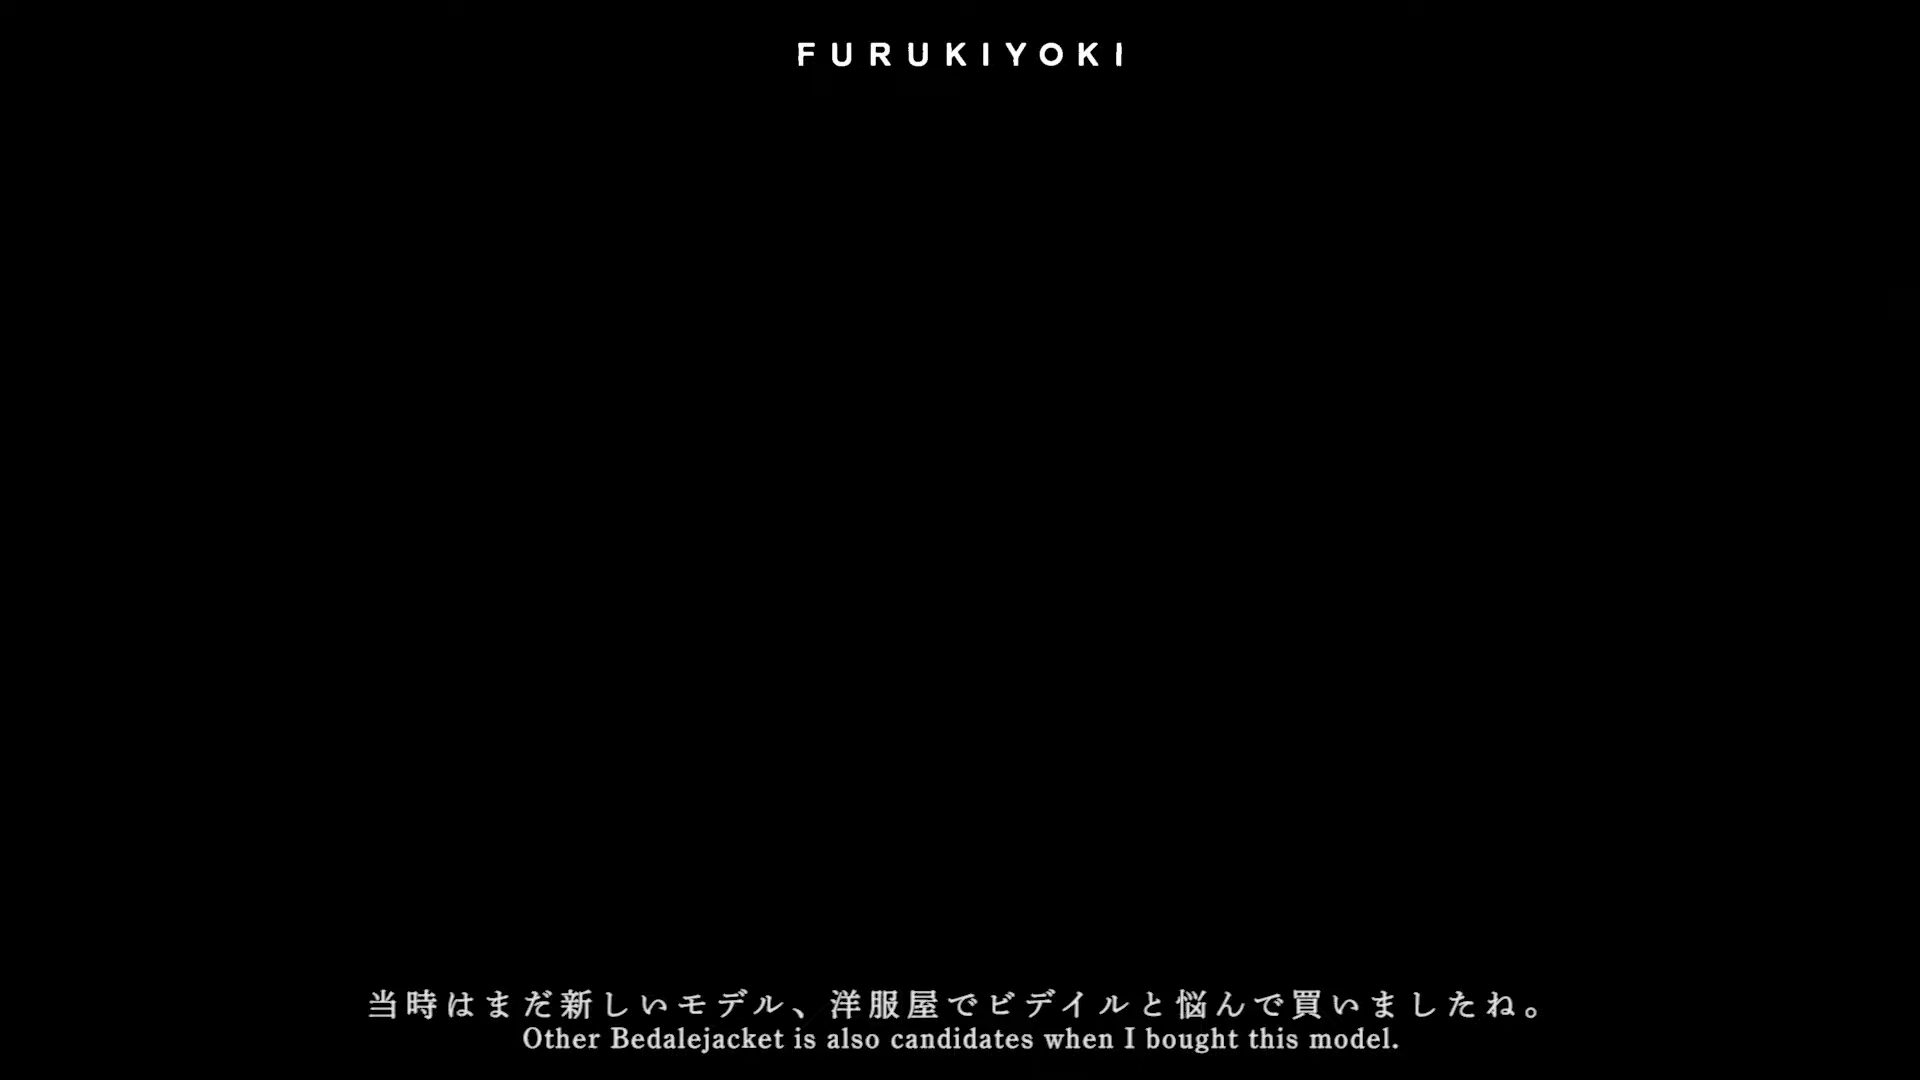 FURUKIYOKI
当時はまだ新しいモデル、洋服屋でビデイルと悩んで買いましたね。
Other Bedalejacket is also candidates when I bought this model.